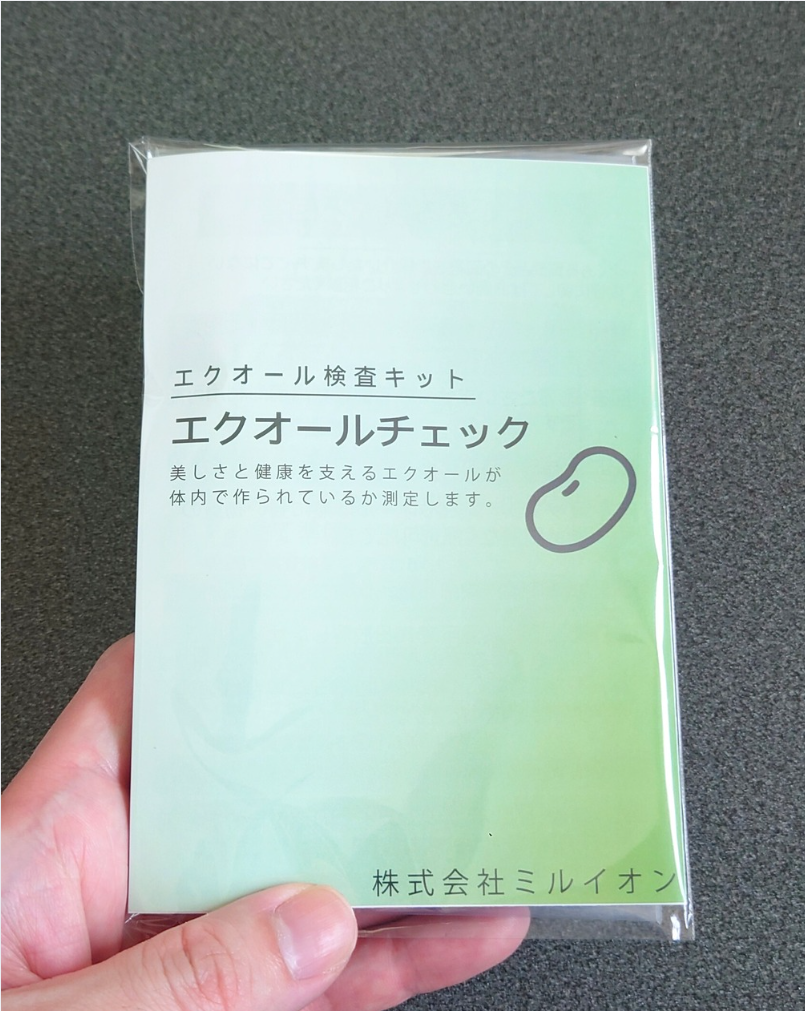 エクオール検査キット
エクオールチェック
美しさと健康を支えるエクオールが
体内で作られているか測定します。
株式会社ミルイオン